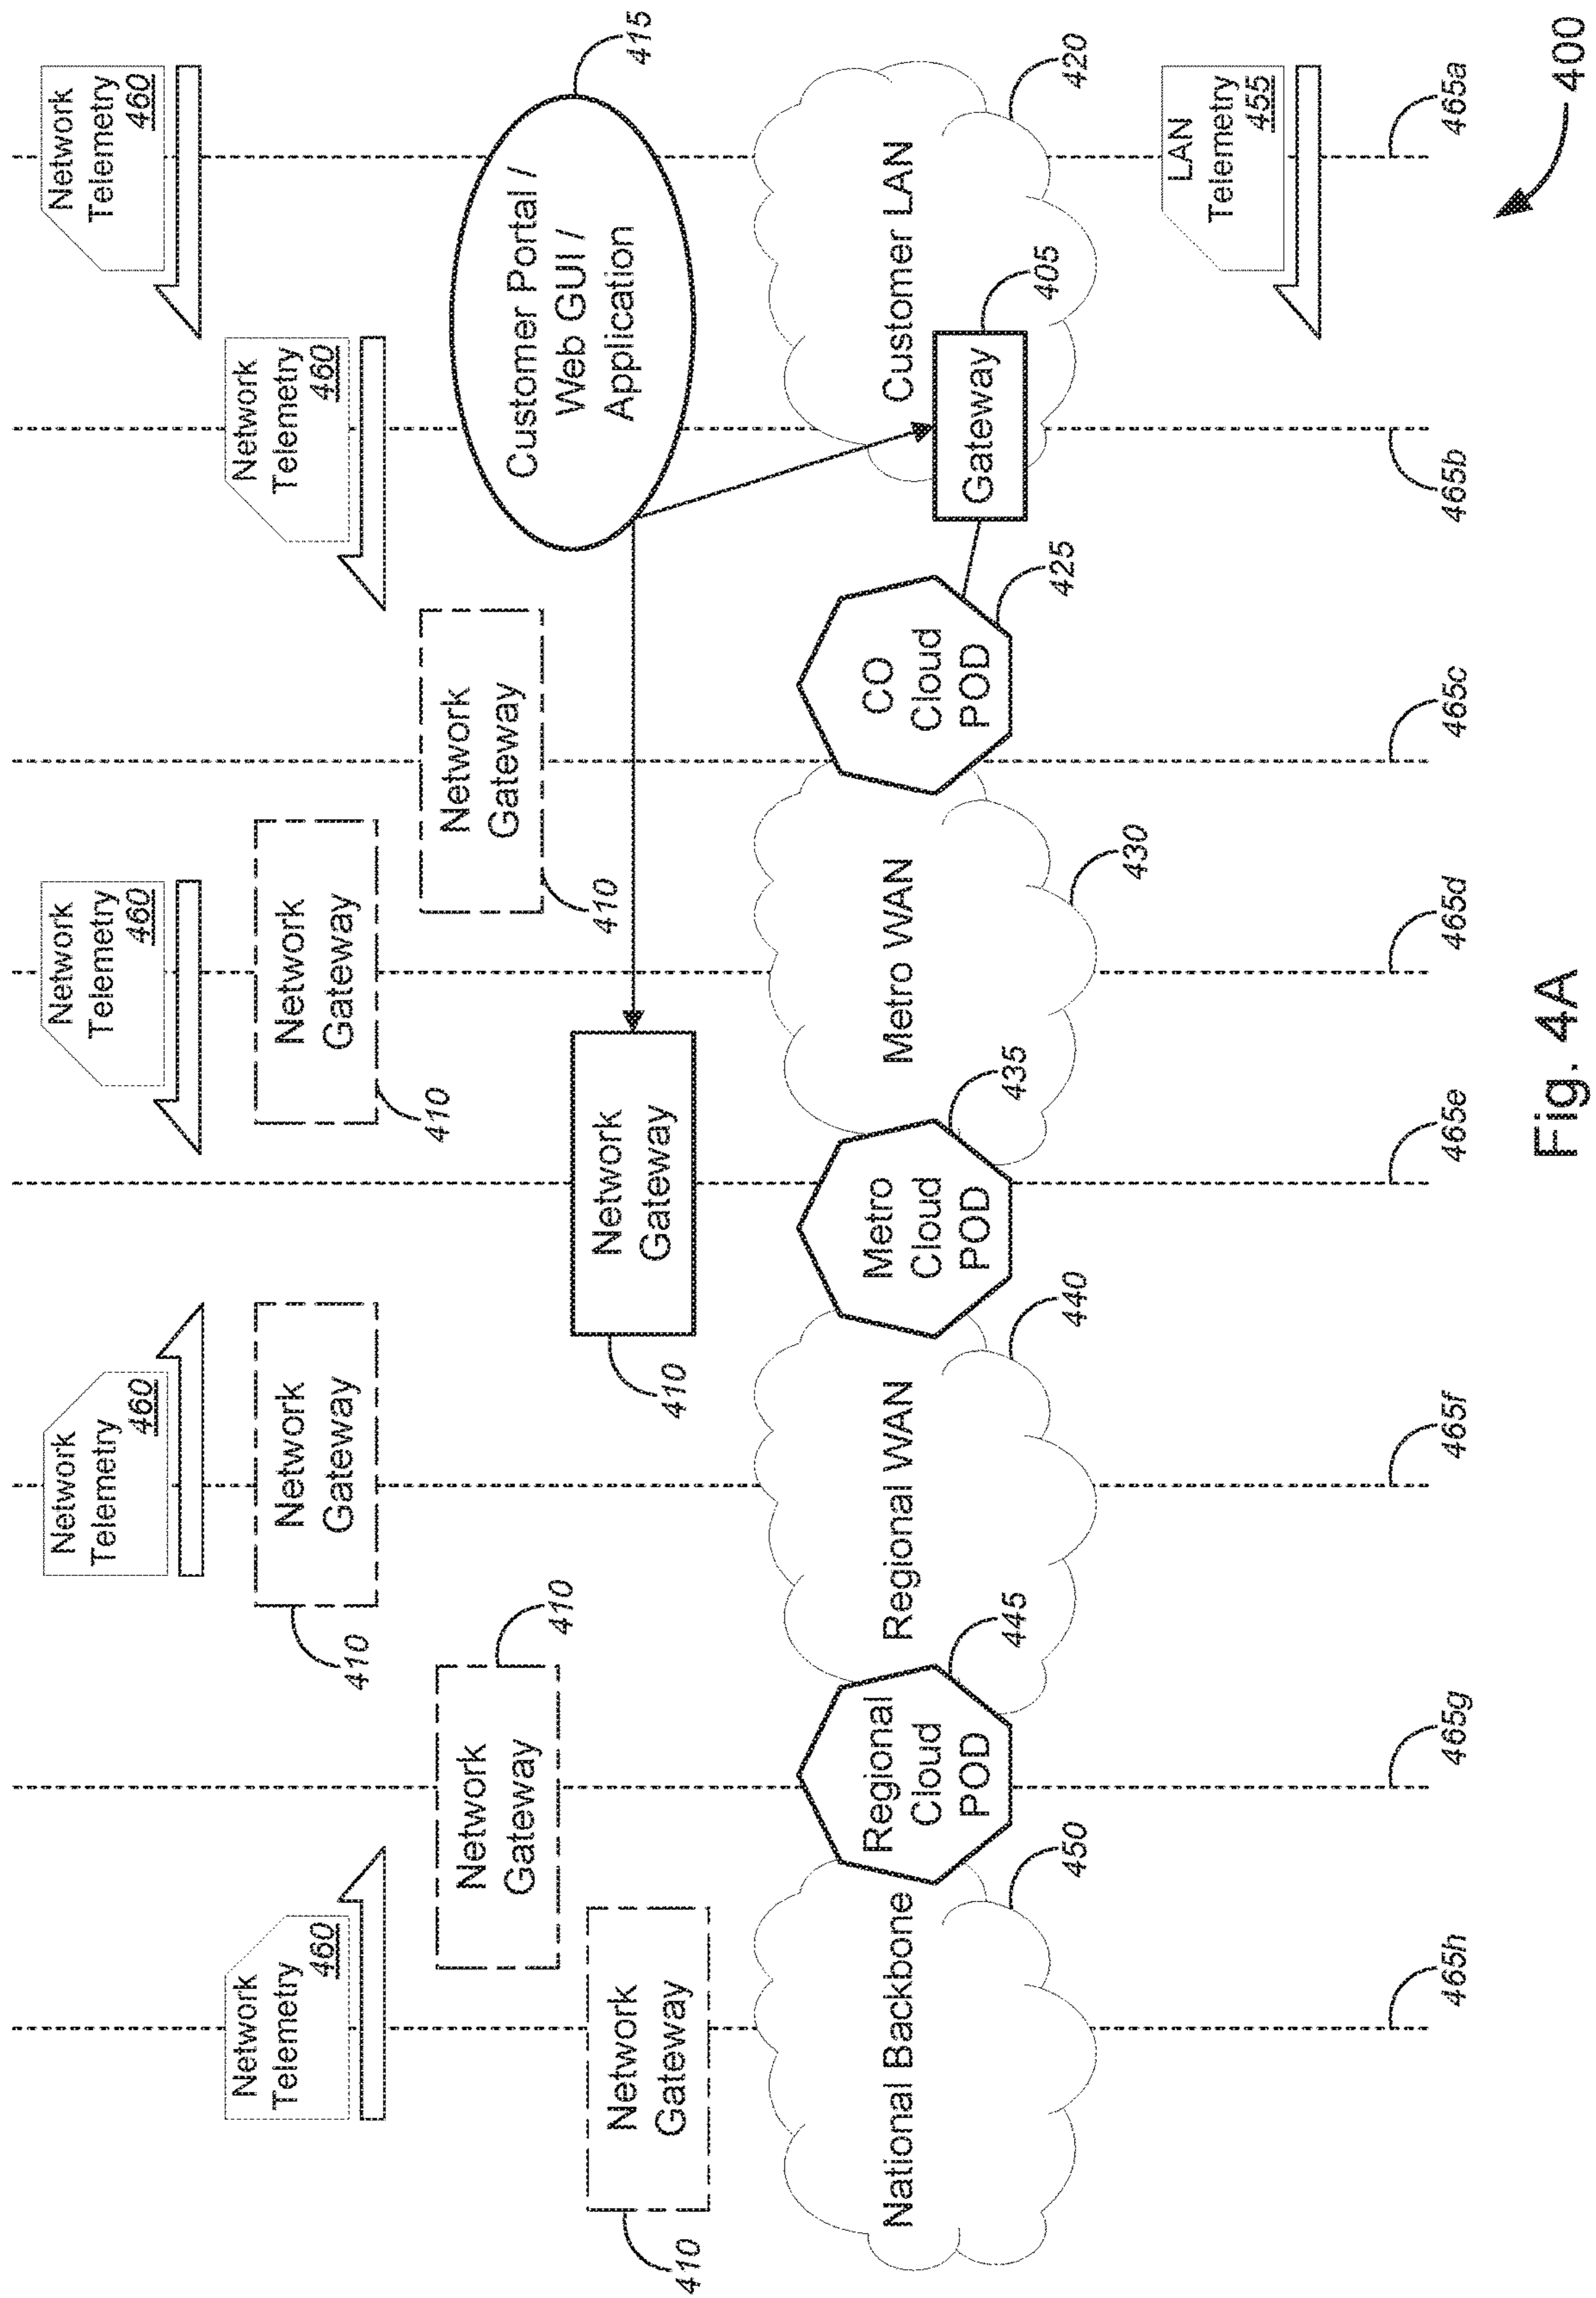 Network
Telemetry
460
Network
Telemetry
460
Network
Telemetry
460
Network
Telemetry
460
Network
Gateway
410
Network
Gateway
410
Network
Telemetry
460
Network
Gateway
410
Network
Gateway
410
Customer Portal /
Web GUI /
Application
415
Network
Gateway
410
Network
Gateway
410
National Backbone
450
Regional
Cloud
POD
445
Regional WAN
440
Metro
Cloud
POD
435
Metro WAN
430
CO
Cloud
POD
425
Gateway
405
Customer LAN
420
LAN
Telemetry
455
465h
465g
465f
465e
465d
465c
465b
465a
Fig. 4A
400